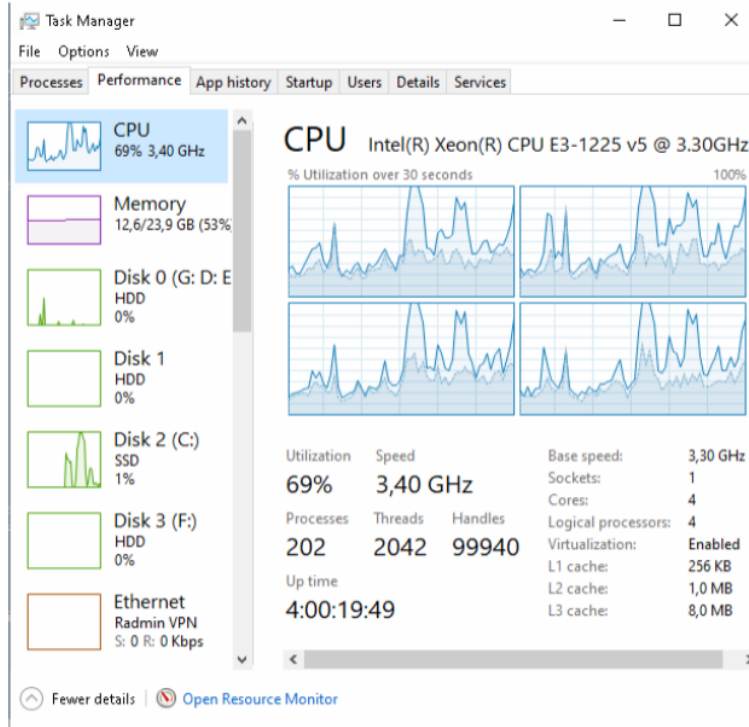 Task Manager
File Options View
Processes Performance App history Startup Users Details Services
CPU
69% 3,40 GHz
Memory
12,6/23,9 GB (53%
Disk 0 (G: D: E
HDD
0%
Disk 1
HDD
0%
Disk 2 (C:)
SSD
1%
Disk 3 (F:)
HDD
0%
Ethernet
Radmin VPN
S: 0 R: 0 Kbps
CPU Intel(R) Xeon(R) CPU E3-1225 v5 @ 3.30GHz
% Utilization over 30 seconds 100%
Utilization Speed
69% 3,40 GHz
Processes Threads Handles
202 2042 99940
Up time
4:00:19:49
Base speed: 3,30 GHz
Sockets: 1
Cores: 4
Logical processors: 4
Virtualization: Enabled
L1 cache: 256 KB
L2 cache: 1,0 MB
L3 cache: 8,0 MB
Fewer details Open Resource Monitor